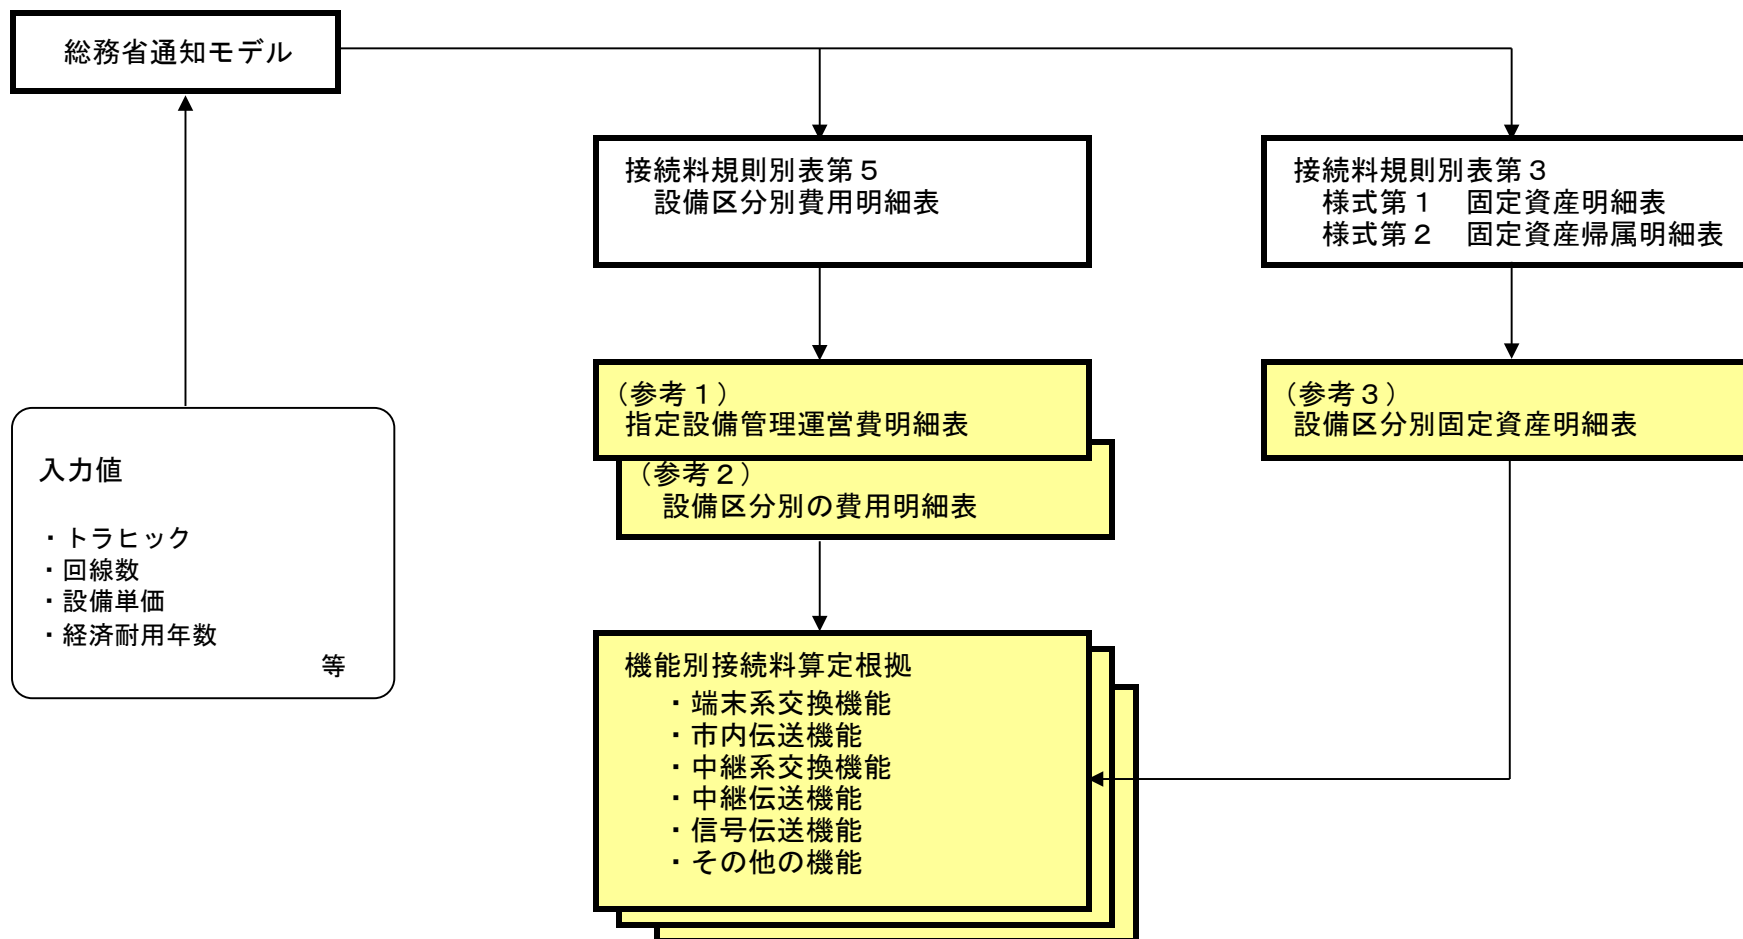 総務省通知モデル
接続料規則別表第５
設備区分別費用明細表
接続料規則別表第３
様式第１　固定資産明細表
様式第２　固定資産帰属明細表
（参考１）
指定設備管理運営費明細表
（参考２）
設備区分別の費用明細表
（参考３）
設備区分別固定資産明細表
入力値
・トラヒック
・回線数
・設備単価
・経済耐用年数
等
機能別接続料算定根拠
・端末系交換機能
・市内伝送機能
・中継系交換機能
・中継伝送機能
・信号伝送機能
・その他の機能